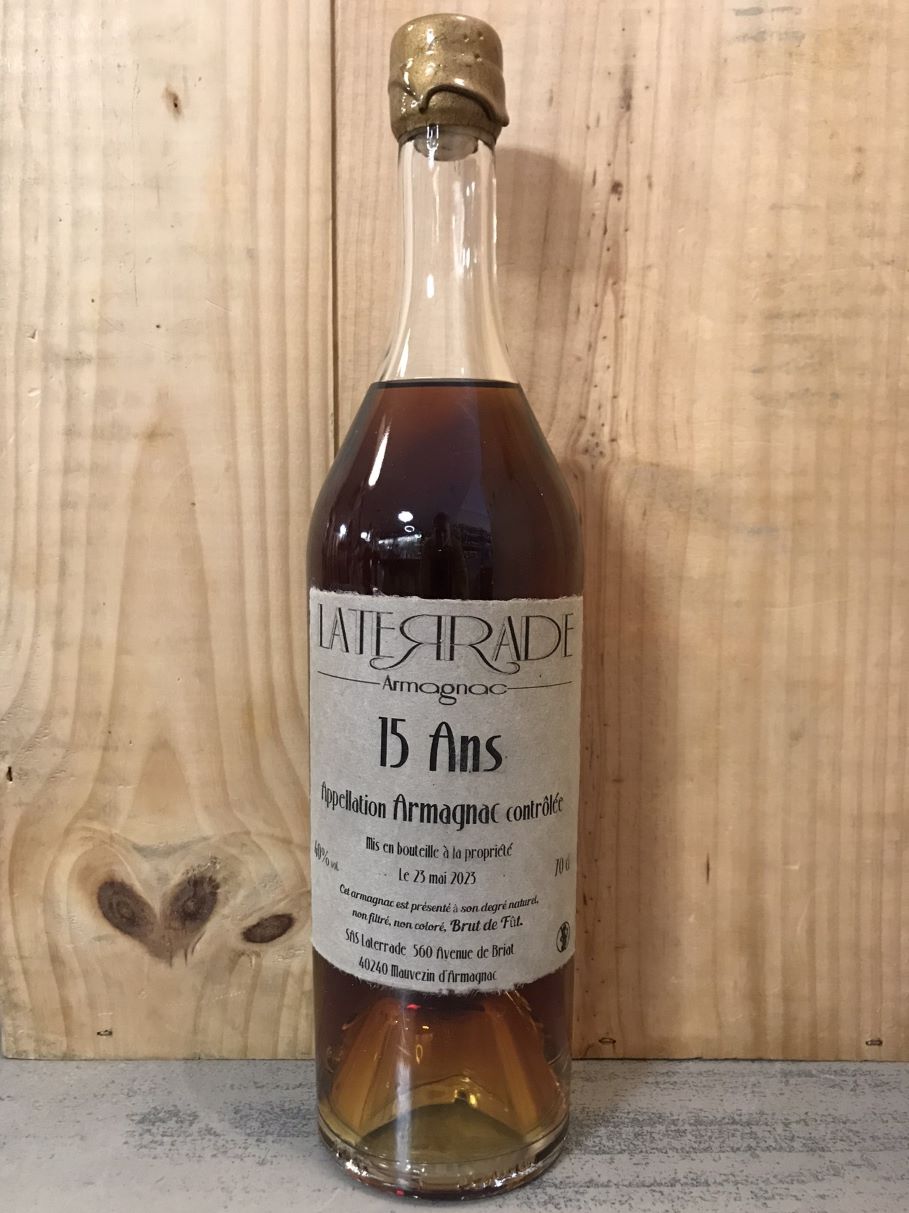 LATERRADE
Armagnac
15 Ans
Appellation Armagnac contrôlée
Mis en bouteille à la propriété
40% vol. Le 23 mai 2023 70 cl
Cet armagnac est présenté à son degré naturel,
non filtré, non coloré, Brut de Fût.
SAS Laterrade 560 Avenue de Briat
40240 Mauvezin d'Armagnac